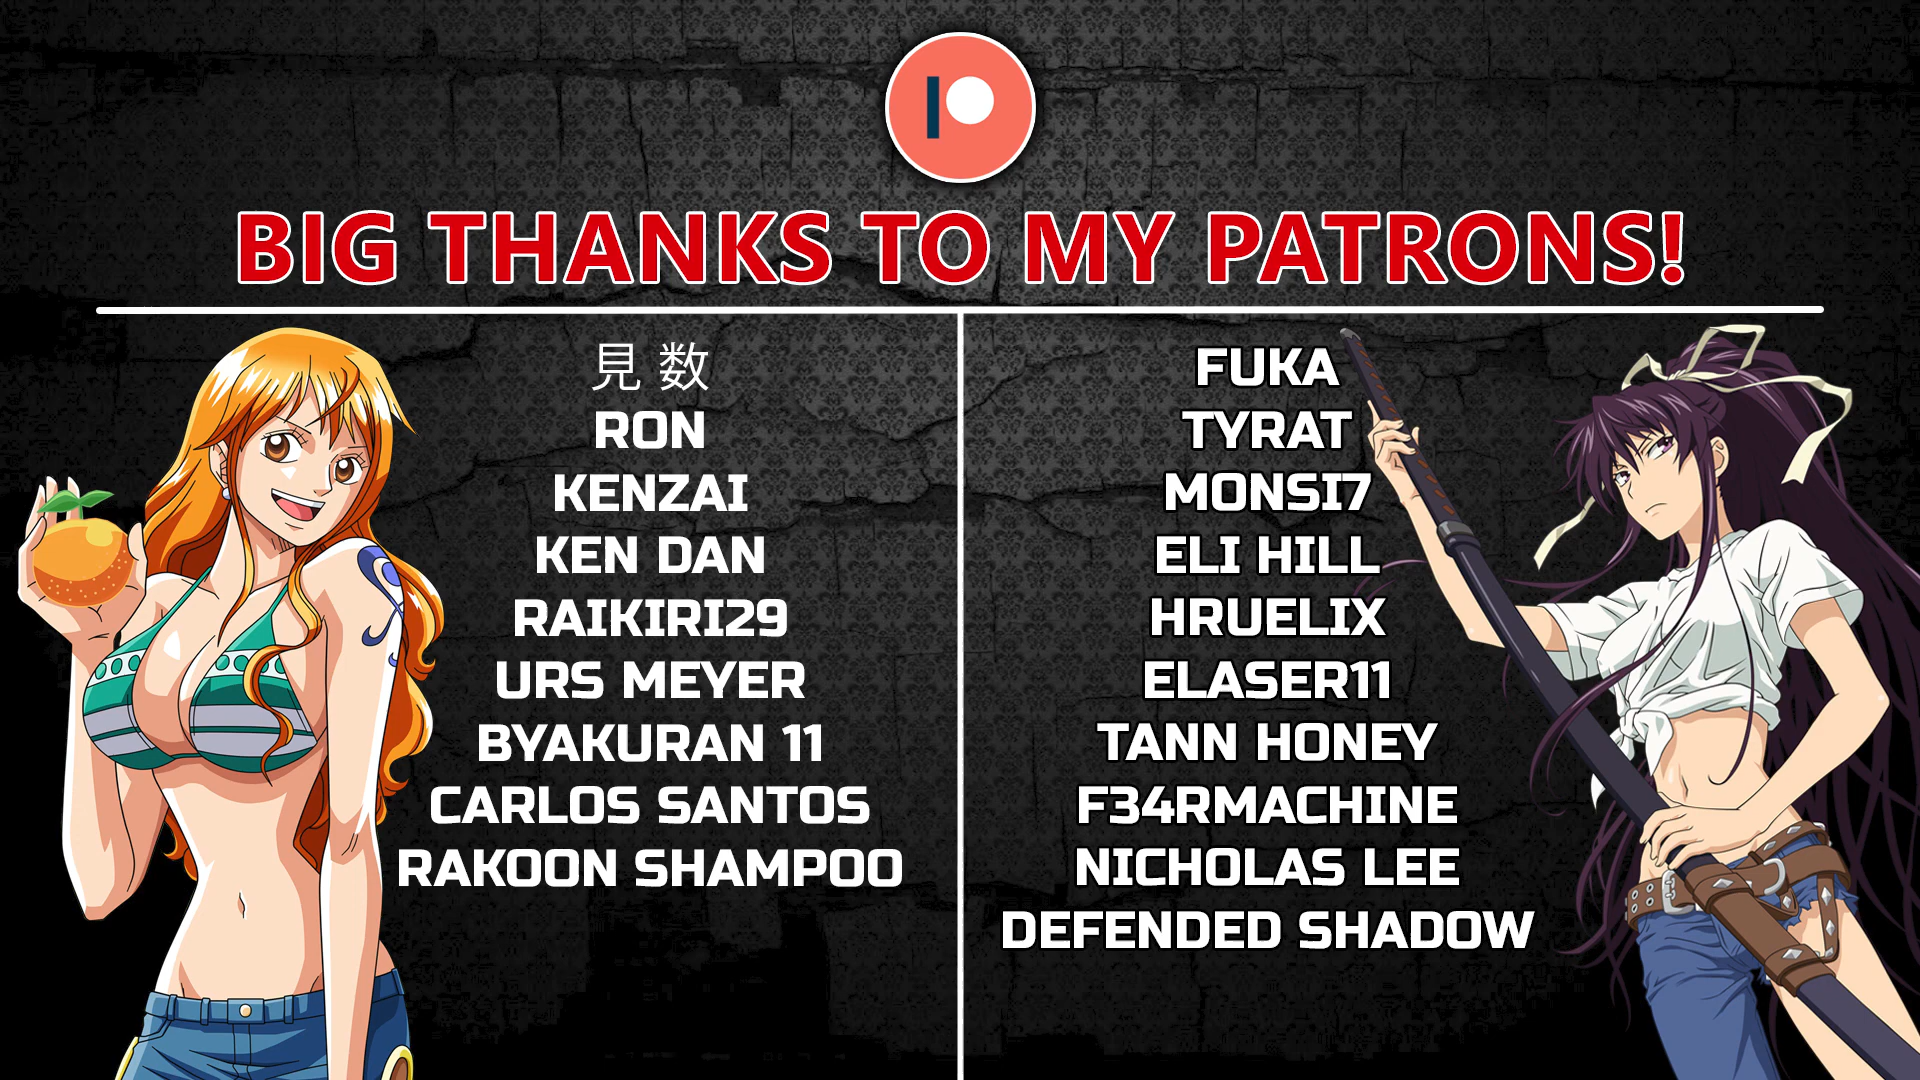 BIG THANKS TO MY PATRONS!
見 数
RON
KENZAI
KEN DAN
RAIKIRI29
URS MEYER
BYAKURAN 11
CARLOS SANTOS
RAKOON SHAMPOO
FUKA
TYRAT
MONSI7
ELI HILL
HRUELIX
ELASER11
TANN HONEY
F34RMACHINE
NICHOLAS LEE
DEFENDED SHADOW